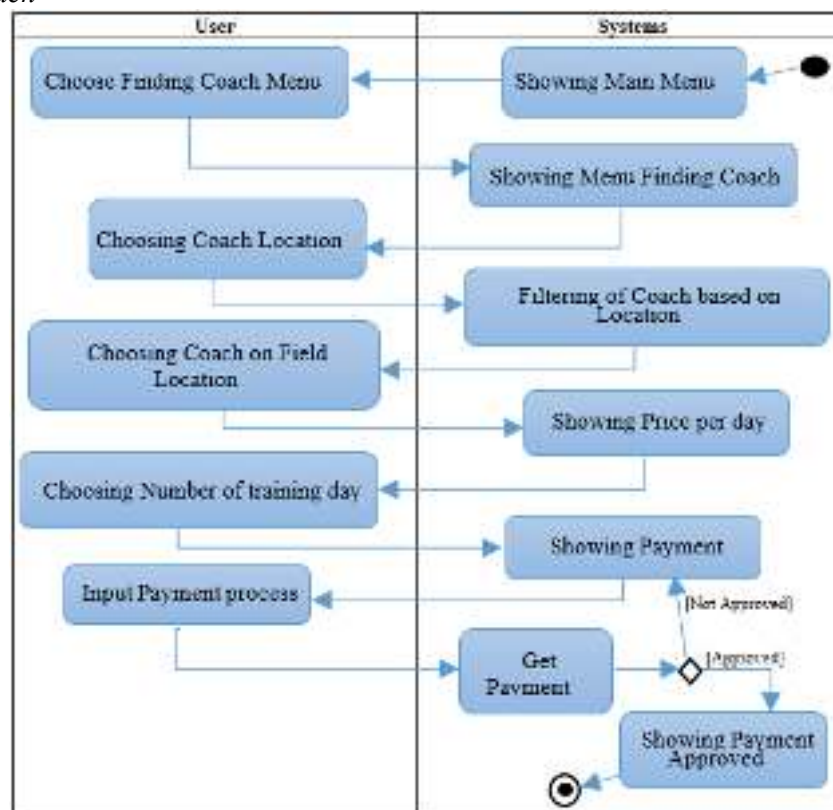 User
Systems
Choose Finding Coach Menu
Showing Main Menu
Showing Menu Finding Coach
Choosing Coach Location
Filtering of Coach based on
Location
Choosing Coach on Field
Location
Showing Price per day
Choosing Number of training day
Showing Payment
Input Payment process
[Not Approved]
[Approved]
Get
Payment
Showing Payment
Approved